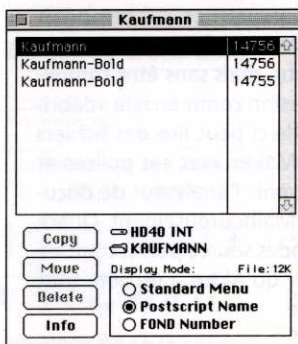 Kaufmann
Kaufmann 14756
Kaufmann-Bold 14756
Kaufmann-Bold 14755
Copy
Move
Delete
Info
HD40 INT
KAUFMANN
Display Mode: File:12K
Standard Menu
Postscript Name
FOND Number